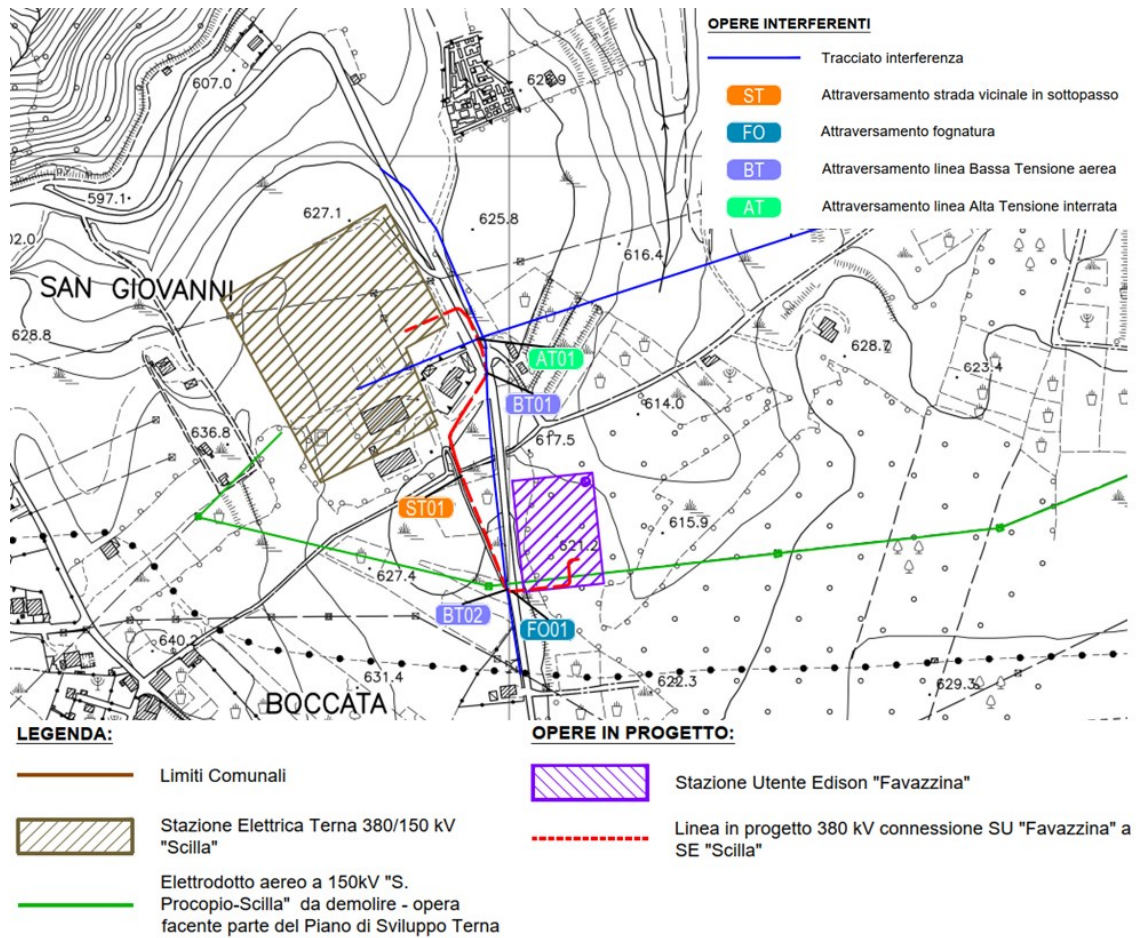 OPERE INTERFERENTI
Tracciato interferenza
ST Attraversamento strada vicinale in sottopasso
FO Attraversamento fognatura
BT Attraversamento linea Bassa Tensione aerea
AT Attraversamento linea Alta Tensione interrata
607.0
597.1
627.1
625.8
616.4
SAN GIOVANNI
628.8
628.7
AT01
623.4
BT01
614.0
636.8
617.5
ST01
615.9
621.2
627.4
BT02
FO01
640.2
631.4
622.3
629.3
BOCCATA
LEGENDA:
Limiti Comunali
Stazione Elettrica Terna 380/150 kV
"Scilla"
Elettrodotto aereo a 150kV "S.
Procopio-Scilla" da demolire - opera
facente parte del Piano di Sviluppo Terna
OPERE IN PROGETTO:
Stazione Utente Edison "Favazzina"
Linea in progetto 380 kV connessione SU "Favazzina" a
SE "Scilla"